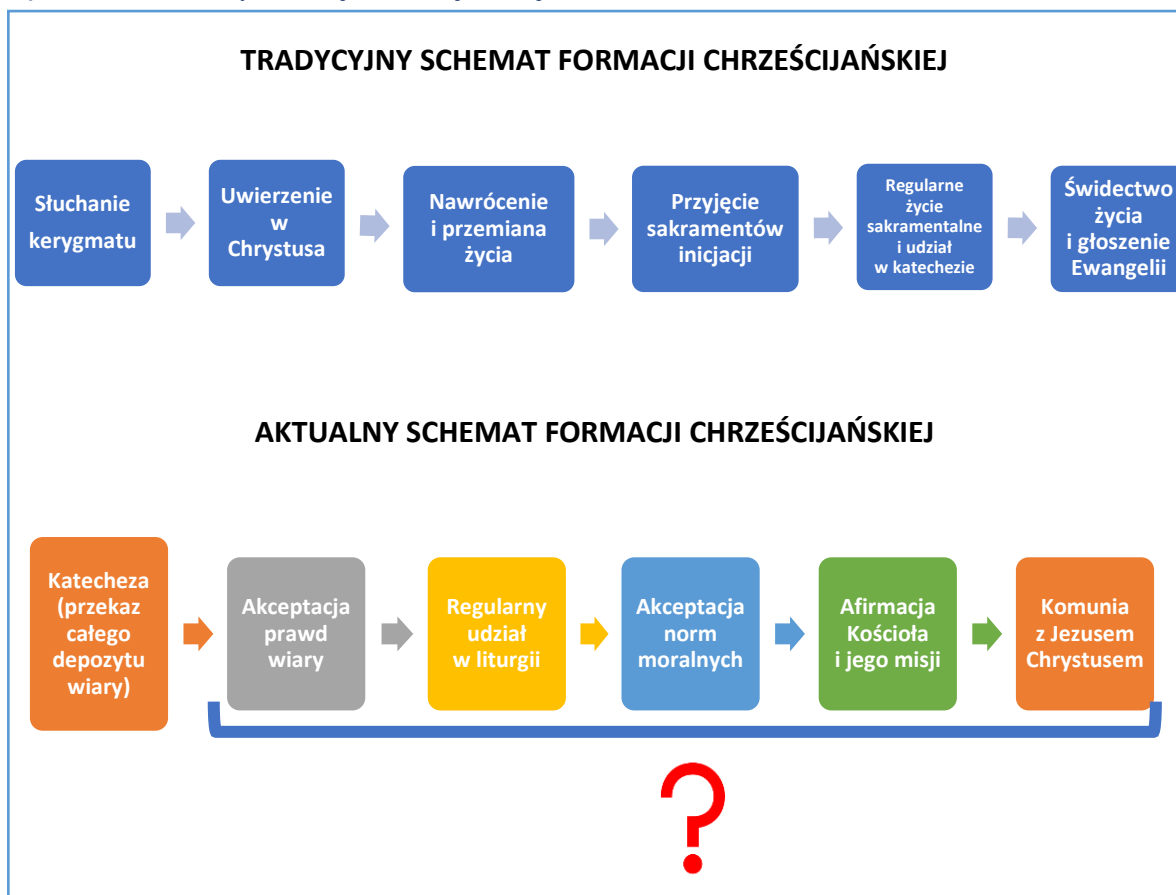 TRADYCYJNY SCHEMAT FORMACJI CHRZEŚCIJAŃSKIEJ
Słuchanie
kerygmatu
Uwierzenie
w
Chrystusa
Nawrócenie
i przemiana
życia
Przyjęcie
sakramentów
inicjacji
Regularne
życie
sakramentalne
i udział
w katechezie
Świdectwo
życia
i głoszenie
Ewangelii
AKTUALNY SCHEMAT FORMACJI CHRZEŚCIJAŃSKIEJ
Katecheza
(przekaz
całego
depozytu
wiary)
Akceptacja
prawd
wiary
Regularny
udział
w liturgii
Akceptacja
norm
moralnych
Afirmacja
Kościoła
i jego misji
Komunia
z Jezusem
Chrystusem
?